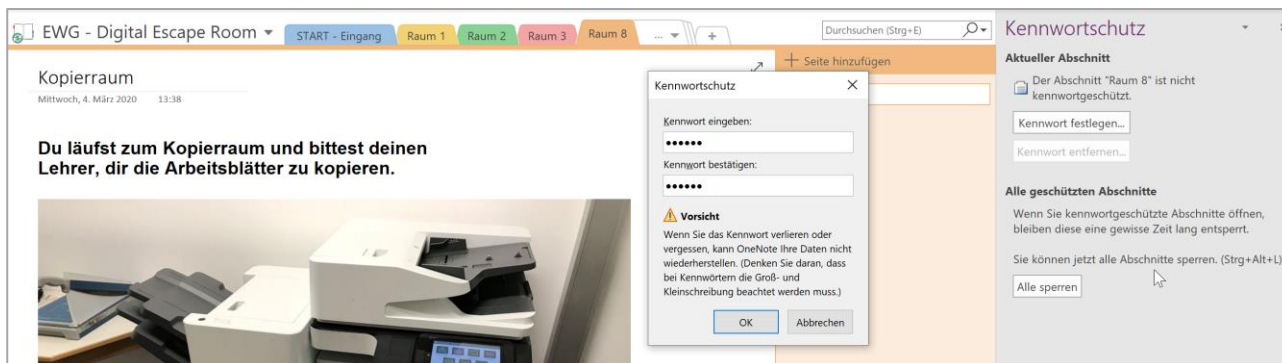 EWG - Digital Escape Room
START - Eingang
Raum 1
Raum 2
Raum 3
Raum 8
...
+
Durchsuchen (Strg+E)
Kopierraum
Mittwoch, 4. März 2020 13:38
Du läufst zum Kopierraum und bittest deinen
Lehrer, dir die Arbeitsblätter zu kopieren.
+ Seite hinzufügen
Kennwortschutz
Kennwort eingeben:
••••••
Kennwort bestätigen:
••••••
Vorsicht
Wenn Sie das Kennwort verlieren oder
vergessen, kann OneNote Ihre Daten nicht
wiederherstellen. (Denken Sie daran, dass
bei Kennwörtern die Groß- und
Kleinschreibung beachtet werden muss.)
OK
Abbrechen
Kennwortschutz
Aktueller Abschnitt
Der Abschnitt "Raum 8" ist nicht
kennwortgeschützt.
Kennwort festlegen...
Kennwort entfernen...
Alle geschützten Abschnitte
Wenn Sie kennwortgeschützte Abschnitte öffnen,
bleiben diese eine gewisse Zeit lang entsperrt.
Sie können jetzt alle Abschnitte sperren. (Strg+Alt+L)
Alle sperren